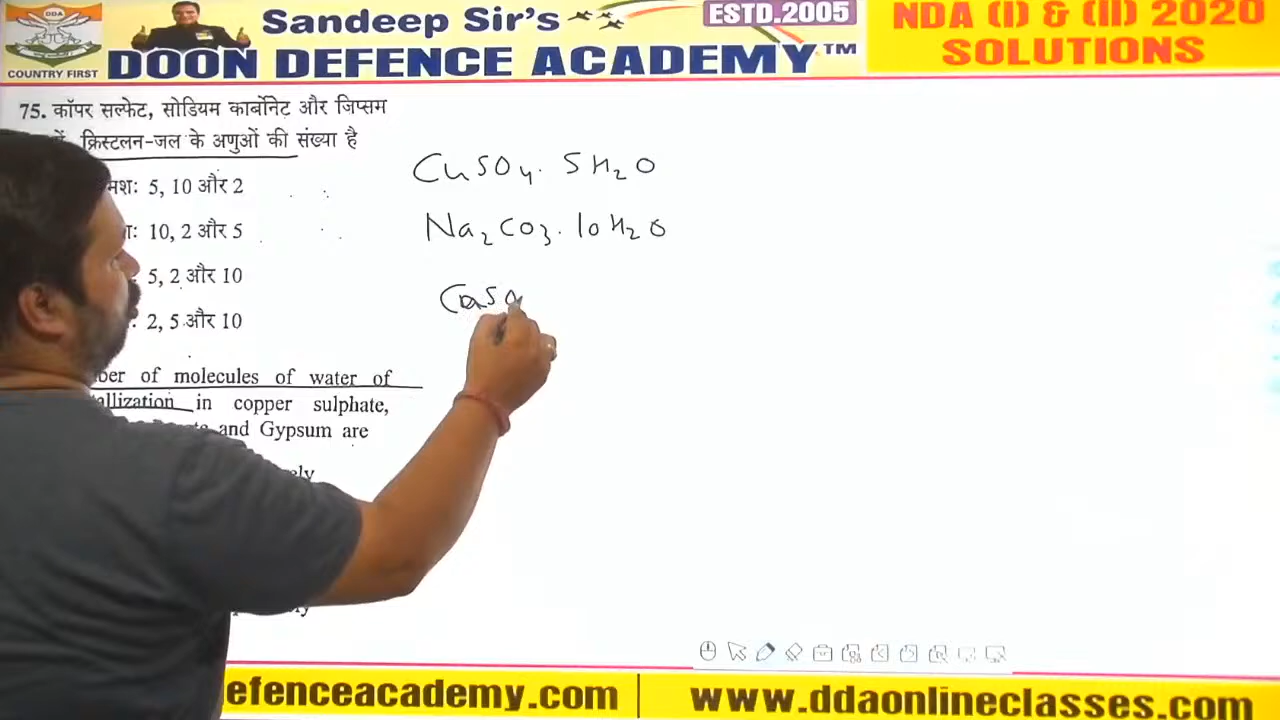 Sandeep Sir's
ESTD.2005
DOON DEFENCE ACADEMY™
DDA
COUNTRY FIRST
NDA (I) & (II) 2020
SOLUTIONS
75. कॉपर सल्फेट, सोडियम कार्बोनेट और जिप्सम
क्रिस्टलन-जल के अणुओं की संख्या है
5, 10 और 2
10, 2 और 5
5, 2 और 10
2, 5 और 10
CuSO4. 5H2O
Na2CO3. 10H2O
CaSO
of molecules of water of
in copper sulphate,
and Gypsum are
efenceacademy.com
www.ddaonlineclasses.com